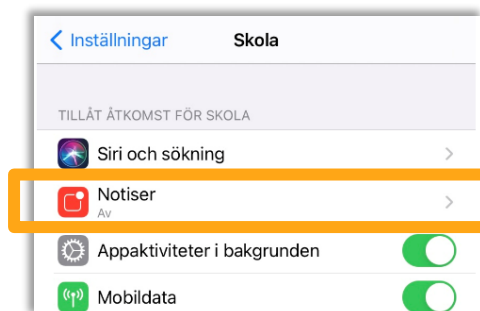 Inställningar Skola
TILLÅT ÅTKOMST FÖR SKOLA
Siri och sökning
Notiser
Av
Appaktiviteter i bakgrunden
Mobildata